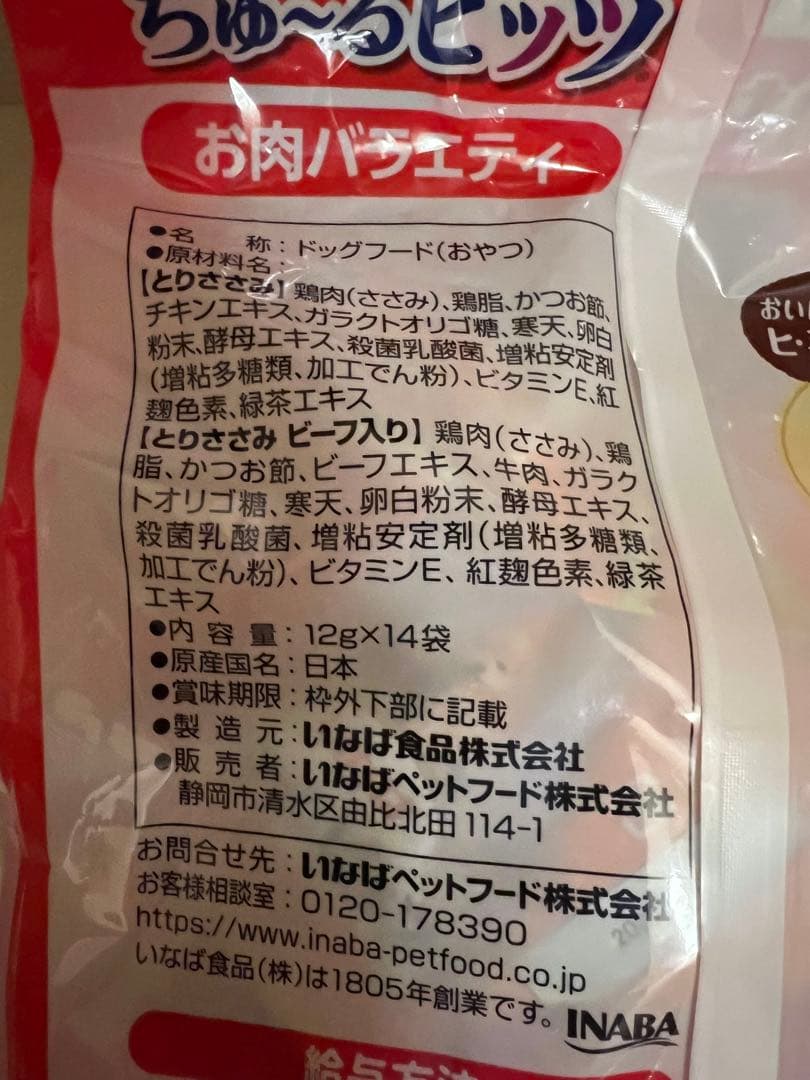 ちゅ〜るビッツ
お肉バラエティ
●名　　称：ドッグフード(おやつ)
●原材料名：
【とりささみ】鶏肉(ささみ)、鶏脂、かつお節、
チキンエキス、ガラクトオリゴ糖、寒天、卵白
粉末、酵母エキス、殺菌乳酸菌、増粘安定剤
(増粘多糖類、加工でん粉)、ビタミンE、紅
麹色素、緑茶エキス
【とりささみ ビーフ入り】鶏肉(ささみ)、鶏
脂、かつお節、ビーフエキス、牛肉、ガラク
トオリゴ糖、寒天、卵白粉末、酵母エキス、
殺菌乳酸菌、増粘安定剤(増粘多糖類、
加工でん粉)、ビタミンE、紅麹色素、緑茶
エキス
●内容量：12g×14袋
●原産国名：日本
●賞味期限：枠外下部に記載
●製造元：いなば食品株式会社
●販売者：いなばペットフード株式会社
静岡市清水区由比北田114-1
お問合せ先：いなばペットフード株式会社
お客様相談室：0120-178390
https://www.inaba-petfood.co.jp
いなば食品(株)は1805年創業です。
INABA
給与方法
おい
ビ